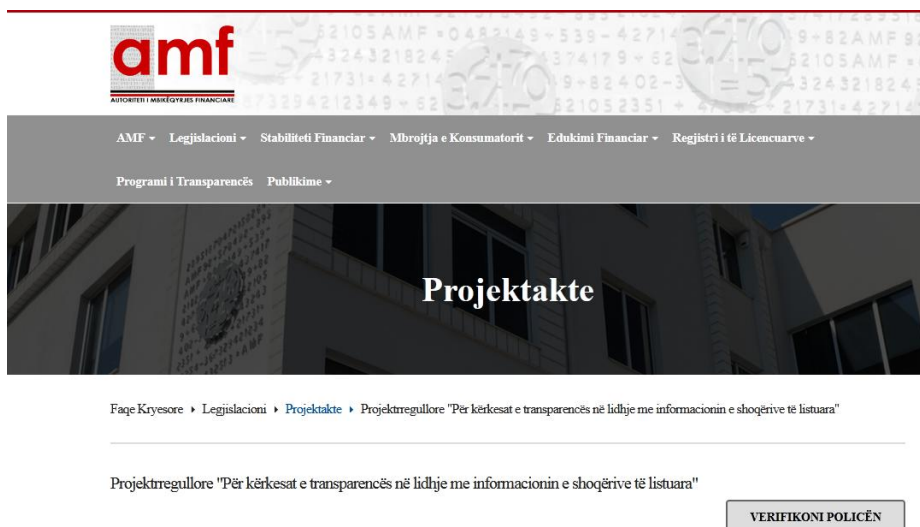 amf
AUTORITETI I MBIKËQYRJES FINANCIARE
AMF Legjislacioni Stabiliteti Financiar Mbrojtja e Konsumatorit Edukimi Financiar Regjistri i të Licencuarve
Programi i Transparencës Publikime
Projektakte
Faqe Kryesore Legjislacioni Projektakte Projektrregullore "Për kërkesat e transparencës në lidhje me informacionin e shoqërive të listuara"
Projektrregullore "Për kërkesat e transparencës në lidhje me informacionin e shoqërive të listuara"
VERIFIKONI POLICËN